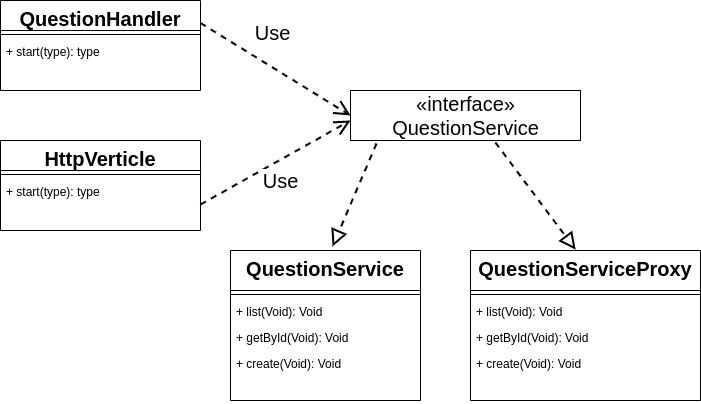 QuestionHandler
+ start(type): type
Use
«interface»
QuestionService
HttpVerticle
+ start(type): type
Use
QuestionService
+ list(Void): Void
+ getById(Void): Void
+ create(Void): Void
QuestionServiceProxy
+ list(Void): Void
+ getById(Void): Void
+ create(Void): Void